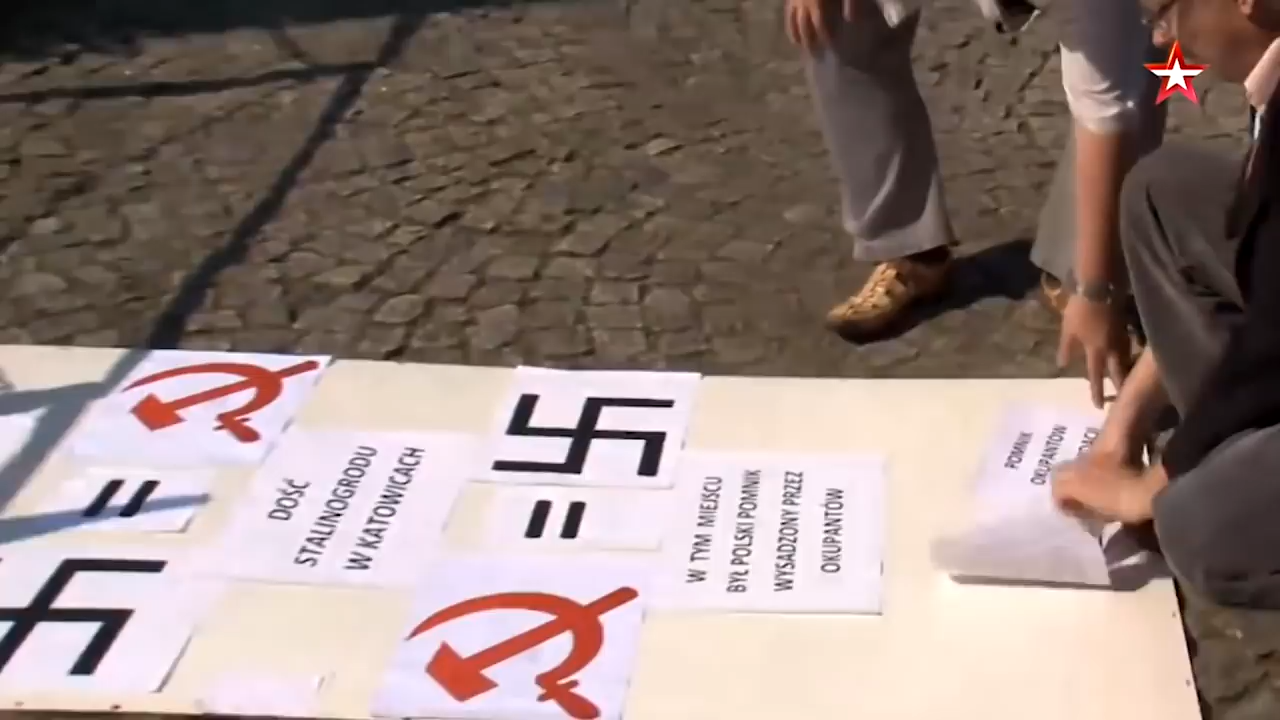 DOŚĆ
STALINOGRODU
W KATOWICACH
=
W TYM MIEJSCU
BYŁ POLSKI POMNIK
WYSADZONY PRZEZ
OKUPANTÓW
=
POMNIK
OKUPANTÓW